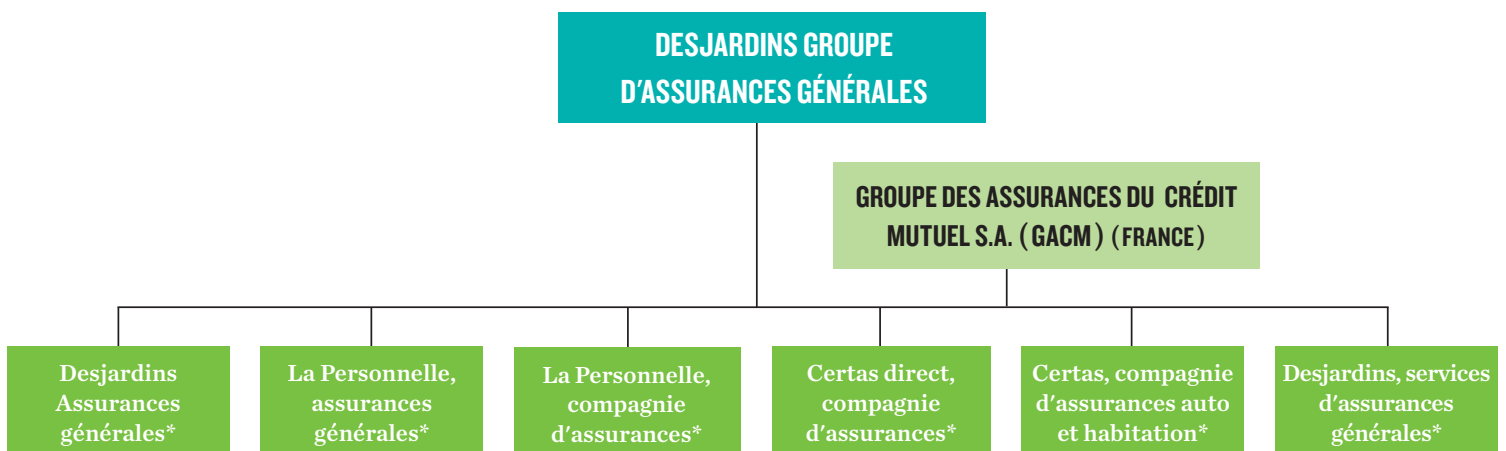 DESJARDINS GROUPE
D'ASSURANCES GÉNÉRALES
GROUPE DES ASSURANCES DU CRÉDIT
MUTUEL S.A. (GACM) (FRANCE)
Desjardins
Assurances
générales*
La Personnelle,
assurances
générales*
La Personnelle,
compagnie
d'assurances*
Certas direct,
compagnie
d'assurances*
Certas, compagnie
d'assurances auto
et habitation*
Desjardins, services
d'assurances
générales*